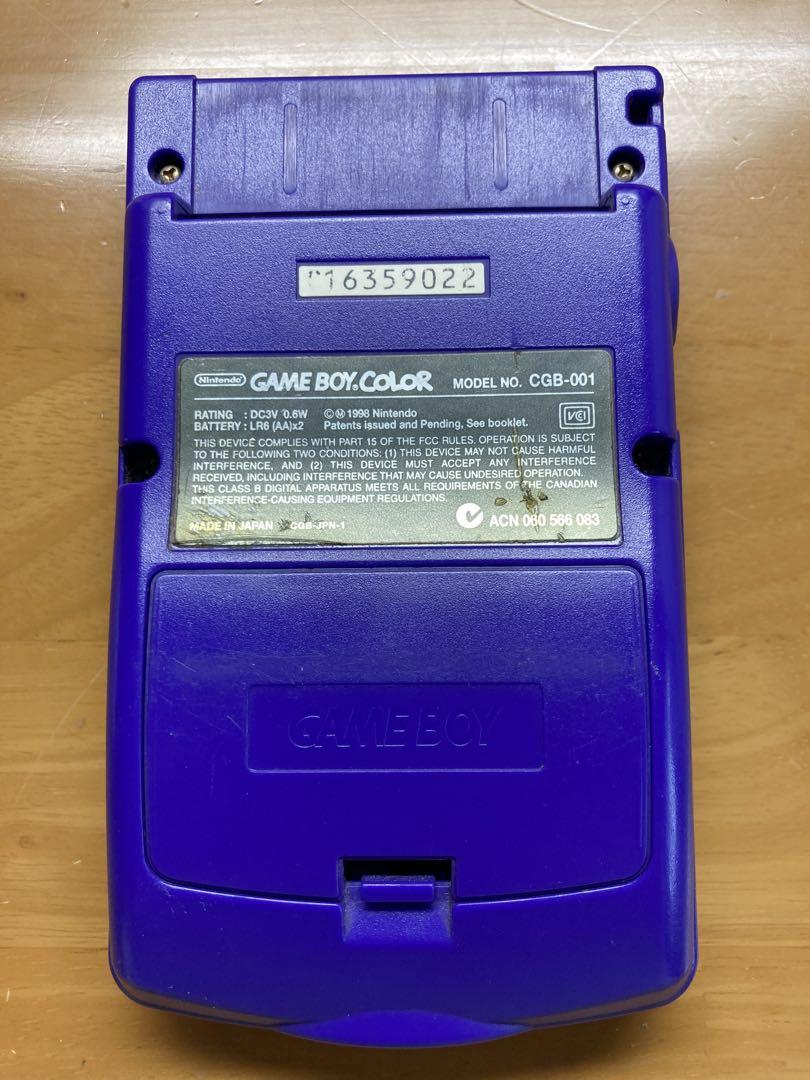 16359022
Nintendo GAME BOY COLOR MODEL NO. CGB-001
RATING : DC3V 0.6W ©Ⓜ 1998 Nintendo
BATTERY : LR6 (AA)x2 Patents issued and Pending, See booklet.
VCI
THIS DEVICE COMPLIES WITH PART 15 OF THE FCC RULES. OPERATION IS SUBJECT
TO THE FOLLOWING TWO CONDITIONS: (1) THIS DEVICE MAY NOT CAUSE HARMFUL
INTERFERENCE, AND (2) THIS DEVICE MUST ACCEPT ANY INTERFERENCE
RECEIVED, INCLUDING INTERFERENCE THAT MAY CAUSE UNDESIRED OPERATION.
THIS CLASS B DIGITAL APPARATUS MEETS ALL REQUIREMENTS OF THE CANADIAN
INTERFERENCE-CAUSING EQUIPMENT REGULATIONS.
MADE IN JAPAN CGB-JPN-1 ACN 060 566 083
GAME BOY